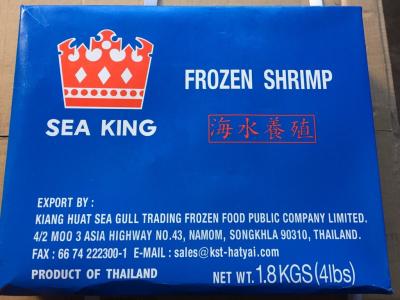 FROZEN SHRIMP
SEA KING
海水養殖
EXPORT BY :
KIANG HUAT SEA GULL TRADING FROZEN FOOD PUBLIC COMPANY LIMITED.
4/2 MOO 3 ASIA HIGHWAY NO.43, NAMOM, SONGKHLA 90310, THAILAND.
FAX : 66 74 222300-1 E-MAIL : sales@kst-hatyai.com
PRODUCT OF THAILAND NET WT. 1.8 KGS (4lbs)